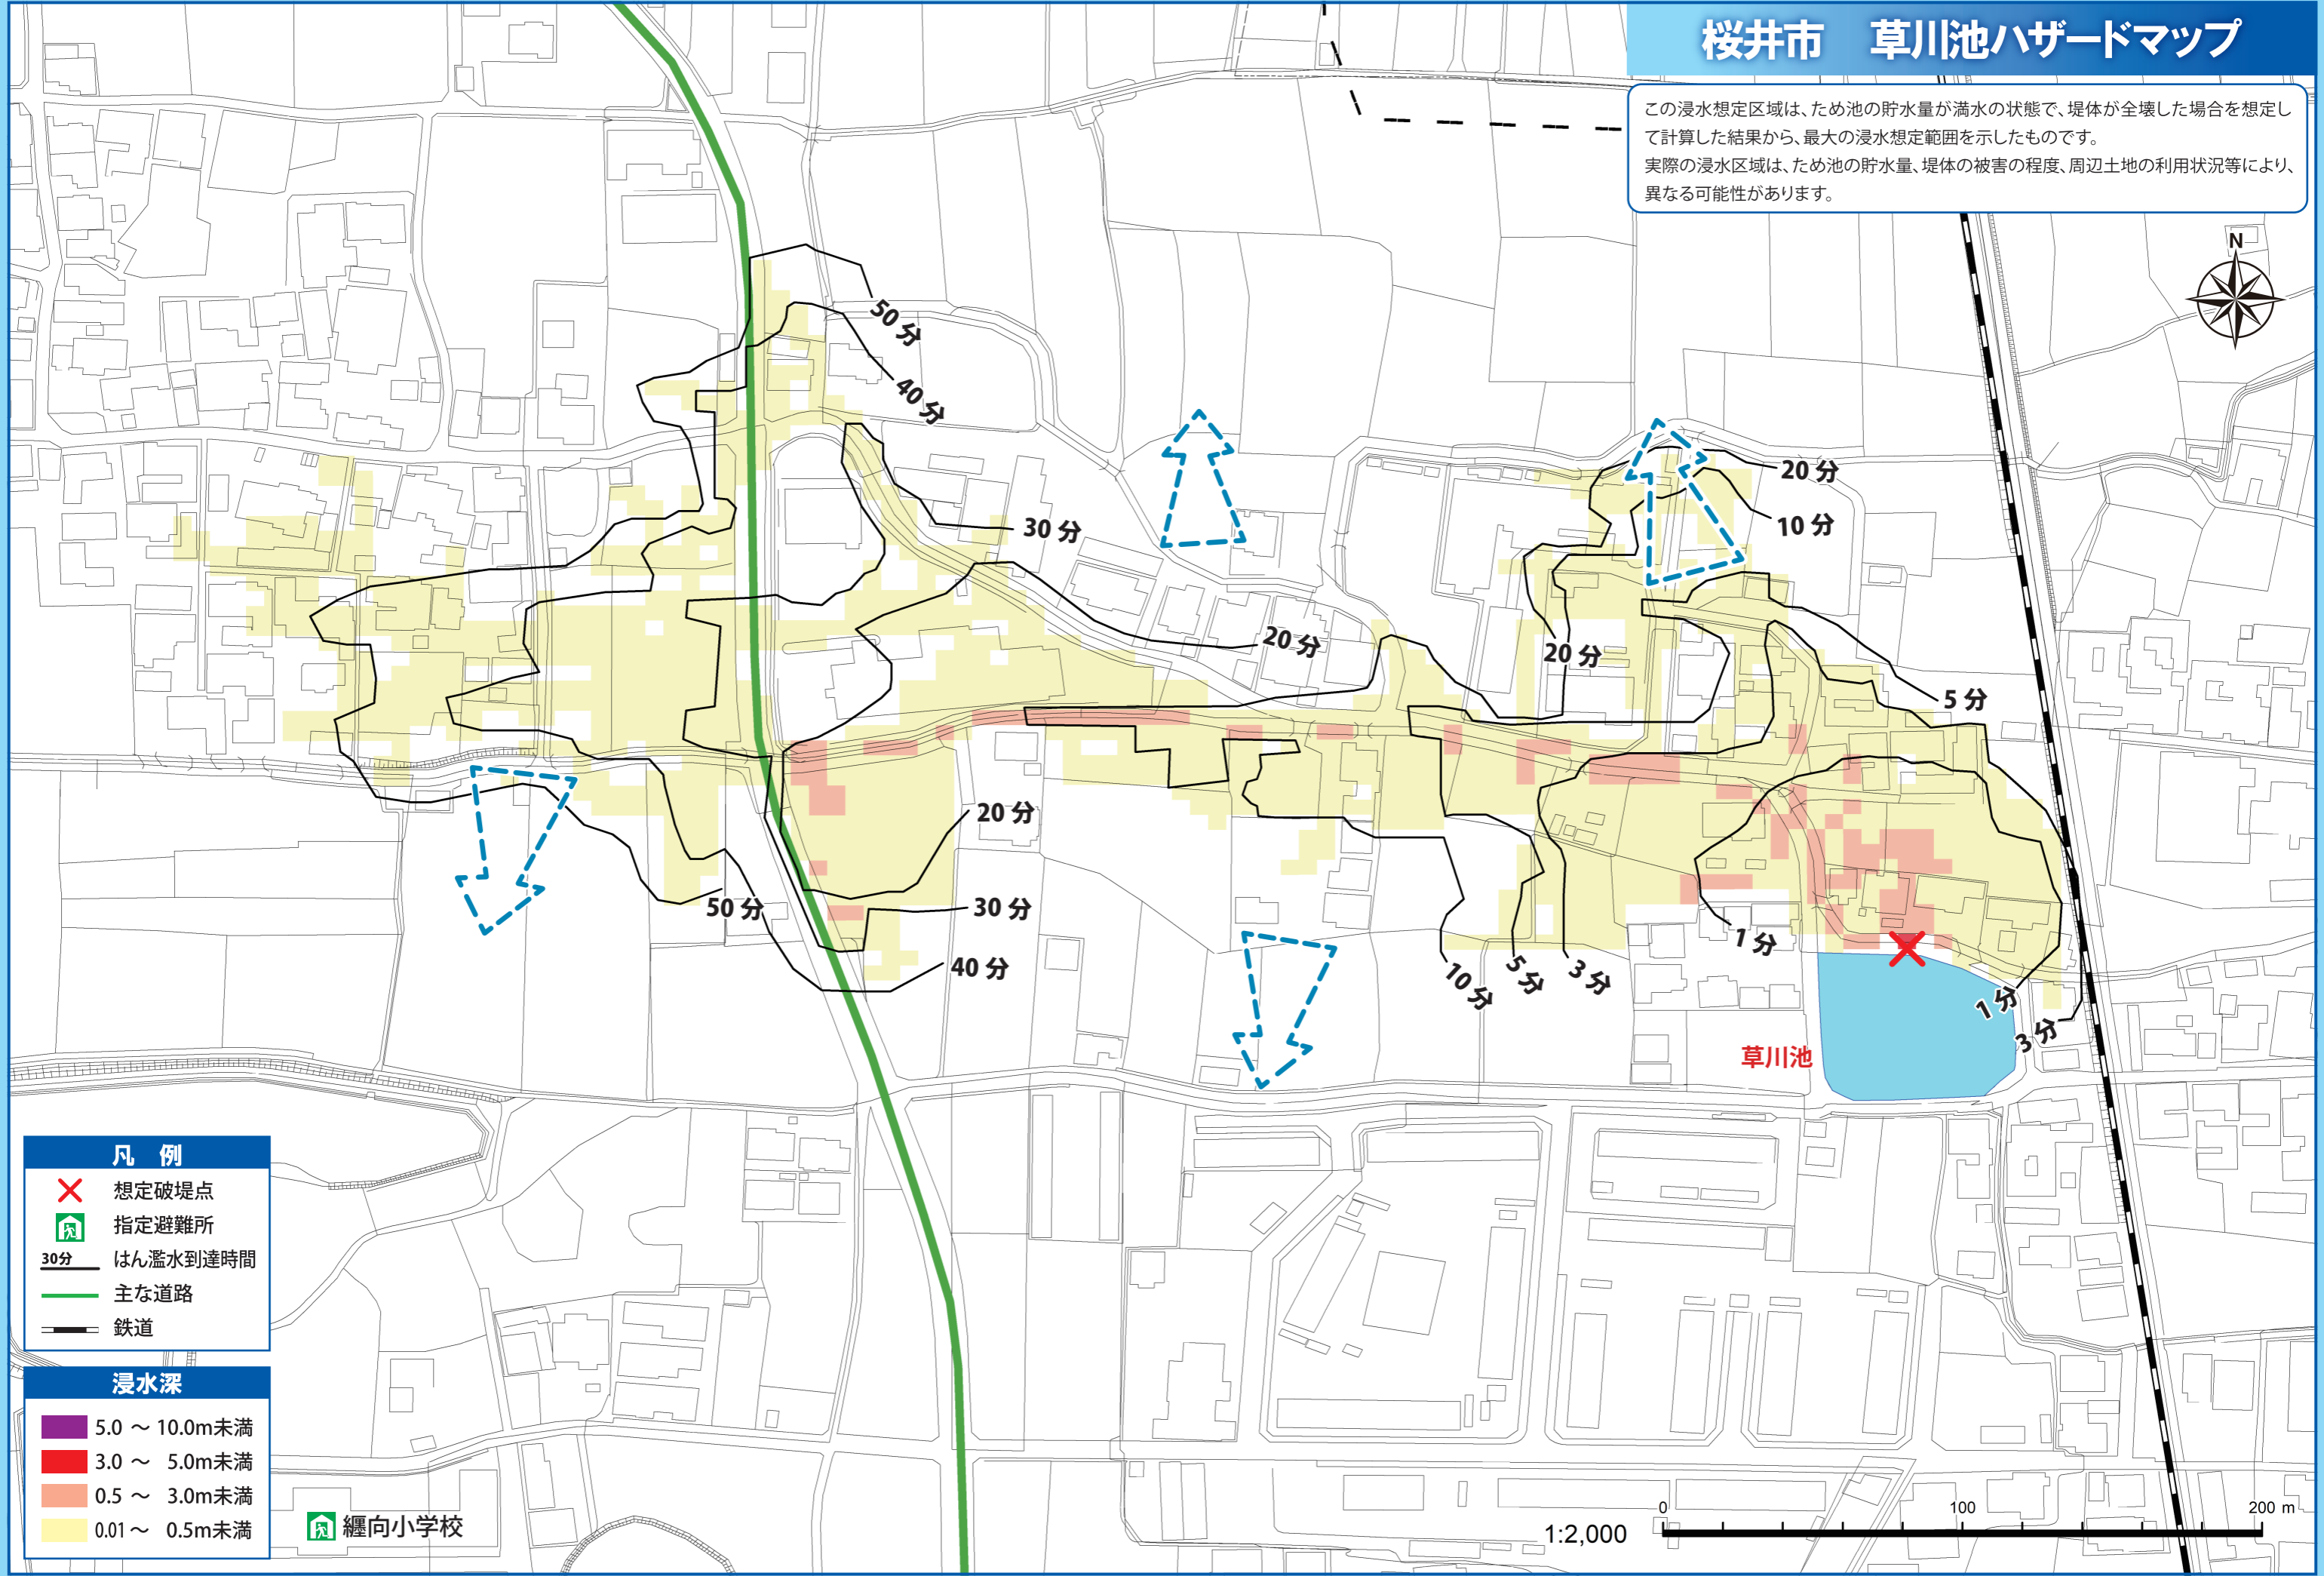 桜井市 草川池ハザードマップ
この浸水想定区域は、ため池の貯水量が満水の状態で、堤体が全壊した場合を想定し
て計算した結果から、最大の浸水想定範囲を示したものです。
実際の浸水区域は、ため池の貯水量、堤体の被害の程度、周辺土地の利用状況等により、
異なる可能性があります。
N
50分
40分
30分
20分
20分
10分
20分
20分
5分
20分
30分
40分
50分
10分
5分
3分
1分
1分
3分
草川池
凡 例
想定破堤点
指定避難所
30分 はん濫水到達時間
主な道路
鉄道
浸水深
5.0 ～ 10.0m未満
3.0 ～ 5.0m未満
0.5 ～ 3.0m未満
0.01～ 0.5m未満
纒向小学校
1:2,000
0 100 200 m